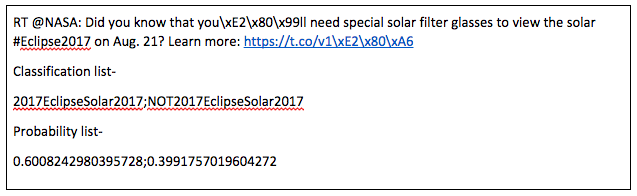 RT @NASA: Did you know that you\xE2\x80\x99ll need special solar filter glasses to view the solar
#Eclipse2017 on Aug. 21? Learn more: https://t.co/v1\xE2\x80\xA6
Classification list-
2017EclipseSolar2017;NOT2017EclipseSolar2017
Probability list-
0.6008242980395728;0.3991757019604272